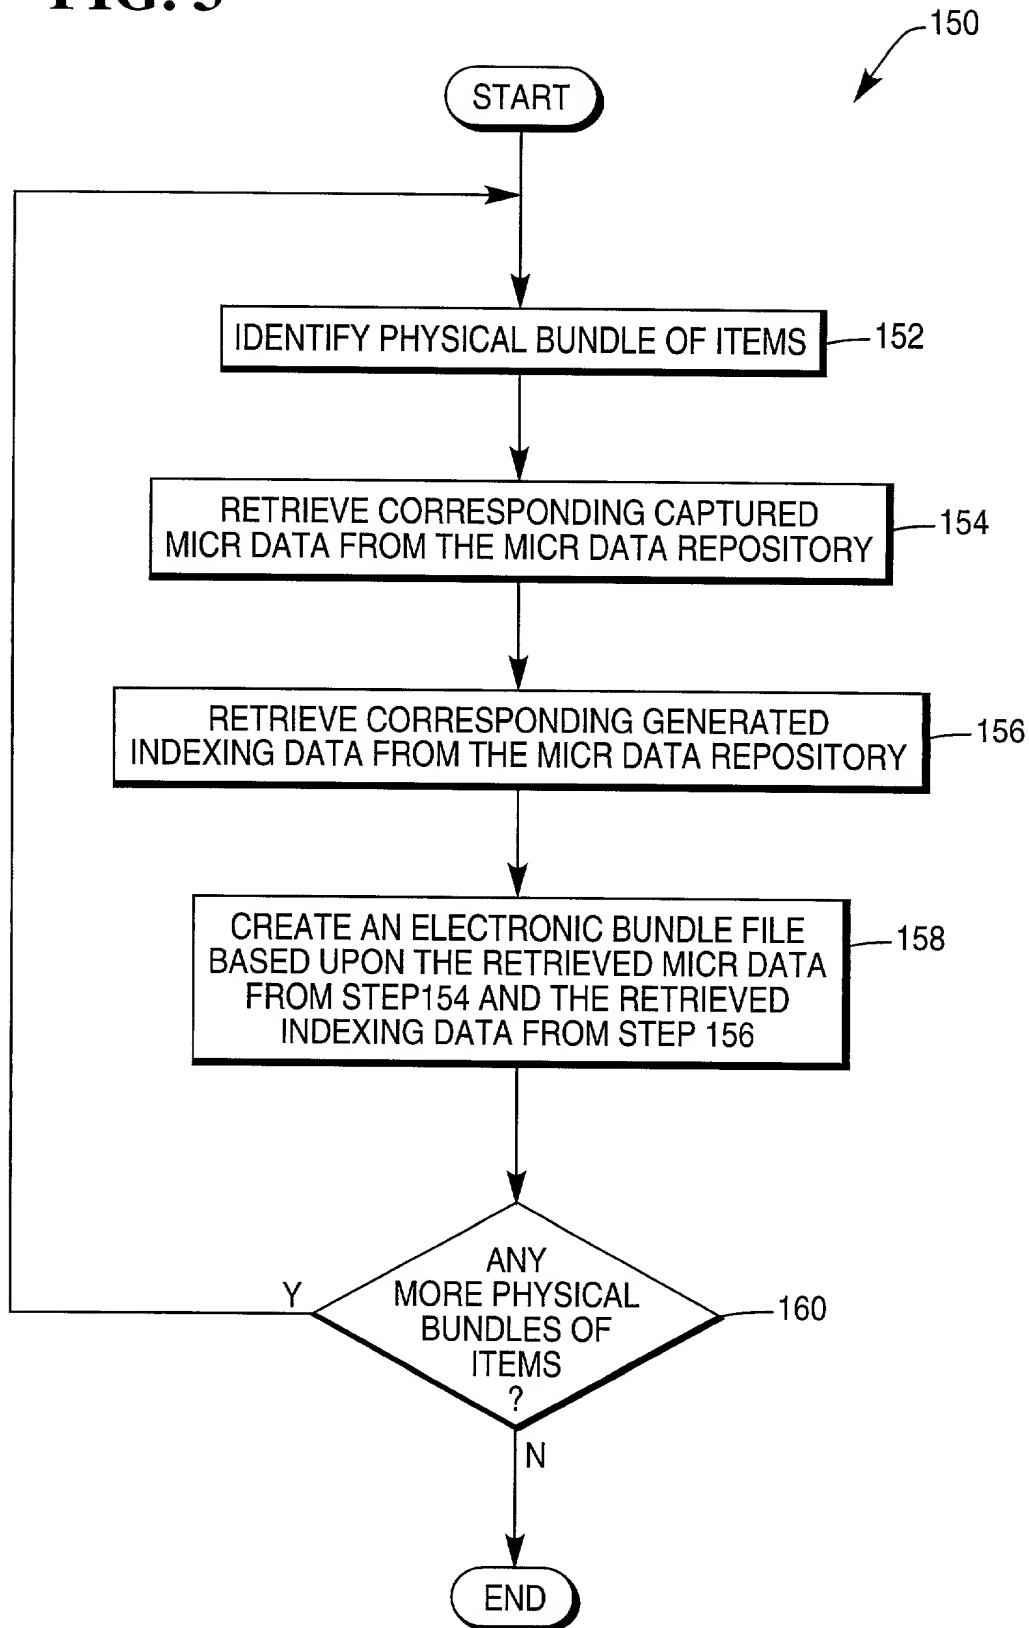 150
START
IDENTIFY PHYSICAL BUNDLE OF ITEMS
152
RETRIEVE CORRESPONDING CAPTURED
MICR DATA FROM THE MICR DATA REPOSITORY
154
RETRIEVE CORRESPONDING GENERATED
INDEXING DATA FROM THE MICR DATA REPOSITORY
156
CREATE AN ELECTRONIC BUNDLE FILE
BASED UPON THE RETRIEVED MICR DATA
FROM STEP154 AND THE RETRIEVED
INDEXING DATA FROM STEP 156
158
Y
ANY
MORE PHYSICAL
BUNDLES OF
ITEMS
?
160
N
END